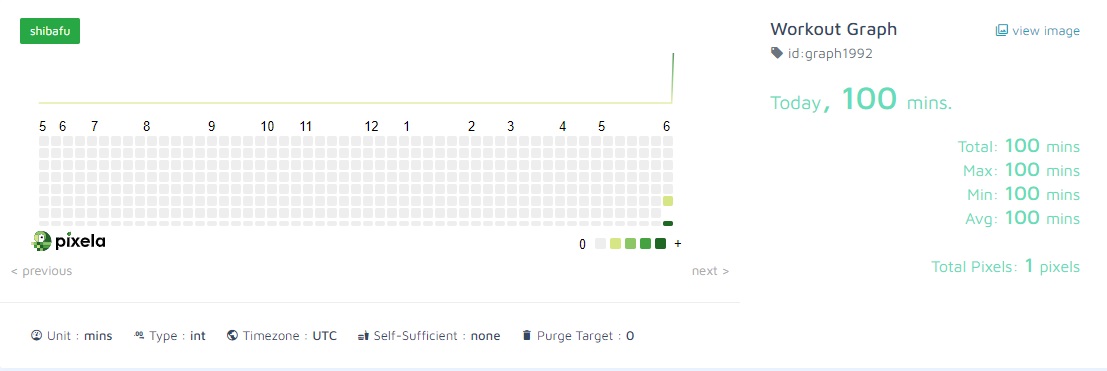 shibafu
5 6 7 8 9 10 11 12 1 2 3 4 5 6
pixela
0 +
< previous next >
Unit : mins Type : int Timezone : UTC Self-Sufficient : none Purge Target : 0
Workout Graph view image
id:graph1992
Today, 100 mins.
Total: 100 mins
Max: 100 mins
Min: 100 mins
Avg: 100 mins
Total Pixels: 1 pixels